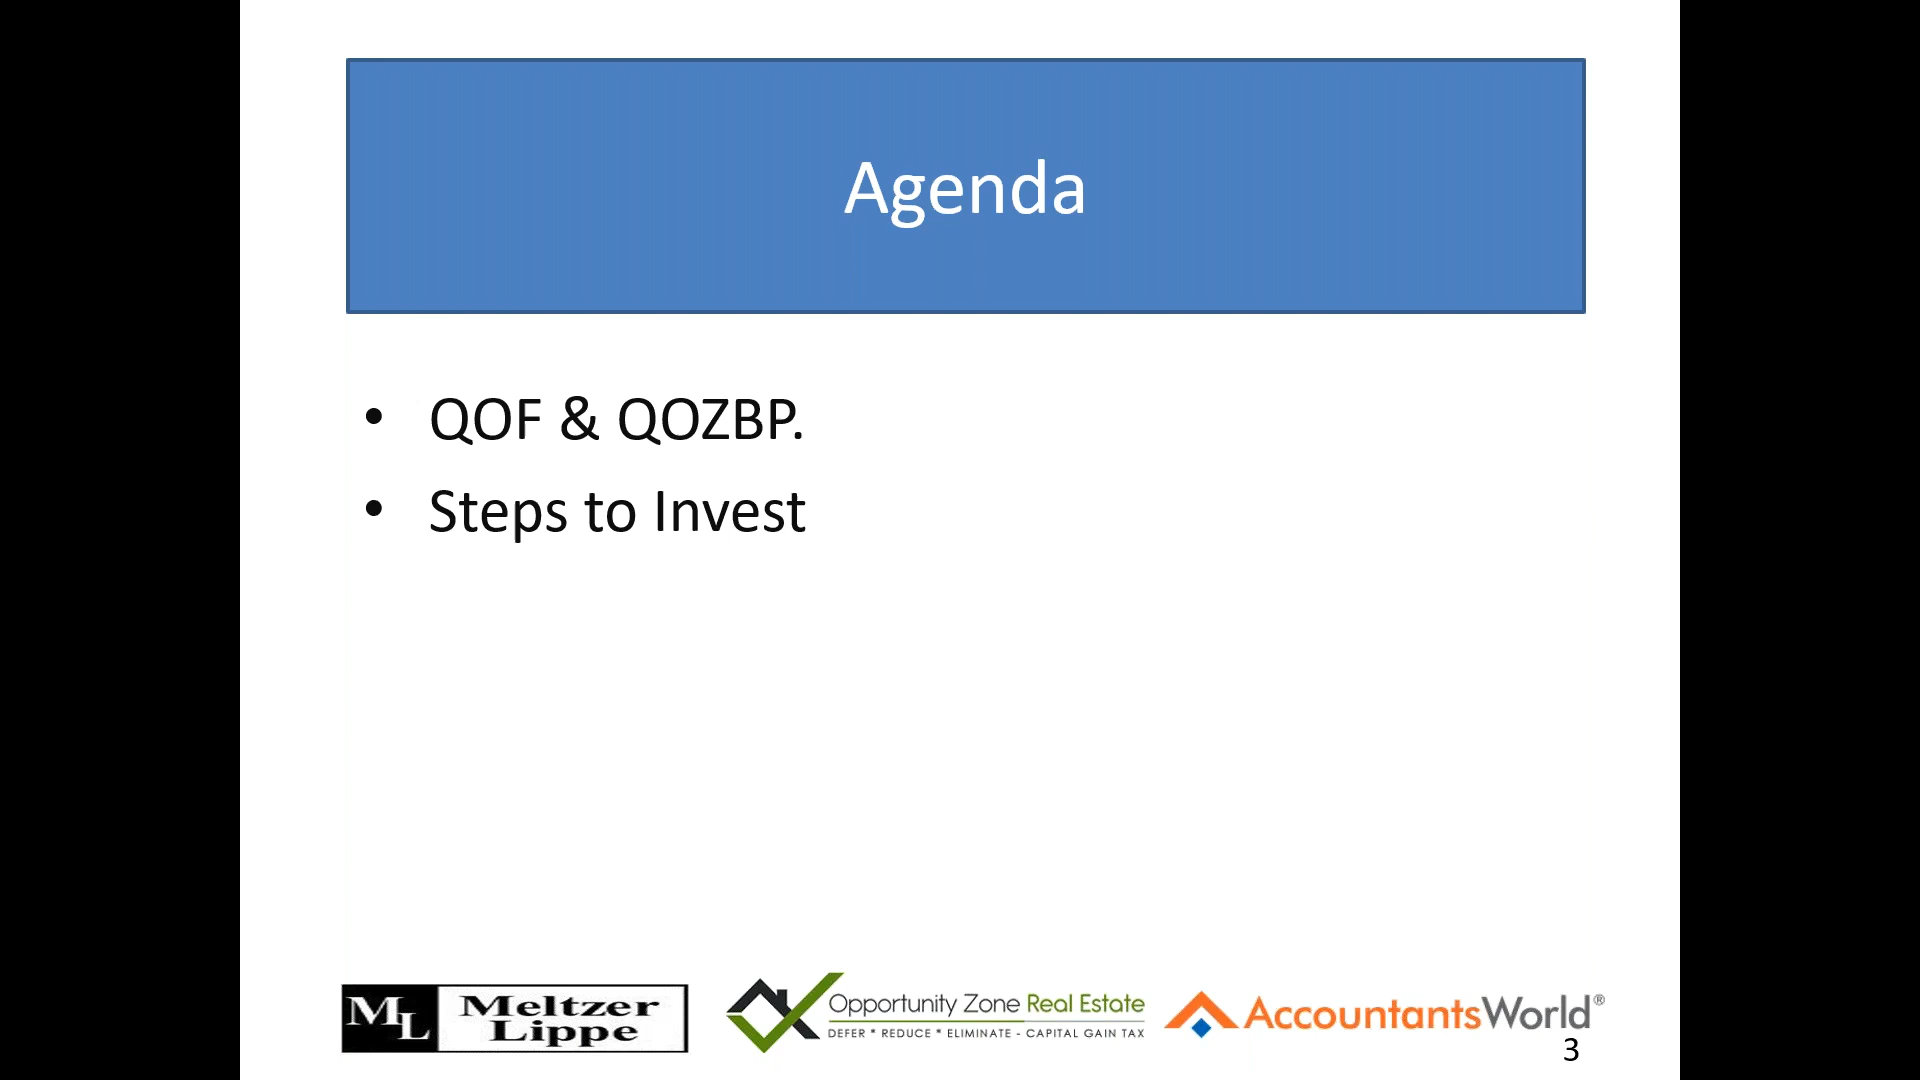 Agenda
• QOF & QOZBP.
• Steps to Invest
ML Meltzer Lippe
Opportunity Zone Real Estate
DEFER * REDUCE * ELIMINATE - CAPITAL GAIN TAX
AccountantsWorld®
3